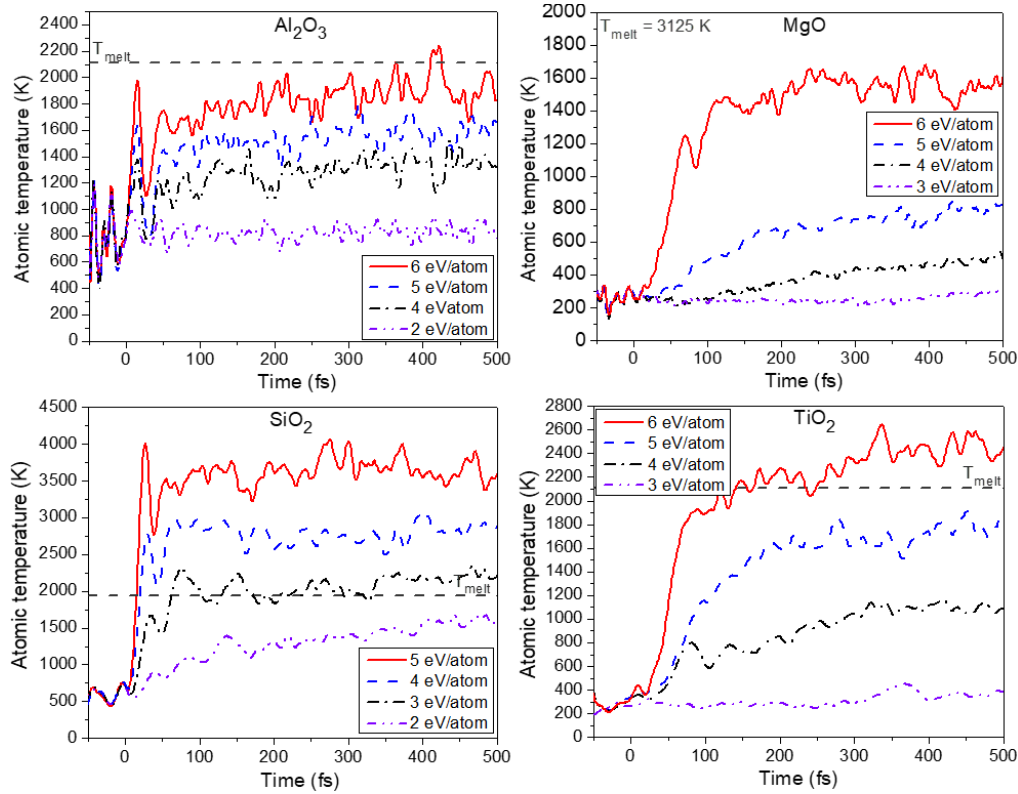 Al2O3
Atomic temperature (K)
2400
2200
2000
1800
1600
1400
1200
1000
800
600
400
200
0
Tmelt
6 eV/atom
5 eV/atom
4 eVatom
2 eV/atom
0 100 200 300 400 500
Time (fs)
Tmelt = 3125 K
MgO
Atomic temperature (K)
2000
1800
1600
1400
1200
1000
800
600
400
200
0
6 eV/atom
5 eV/atom
4 eV/atom
3 eV/atom
0 100 200 300 400 500
Time (fs)
SiO2
Atomic temperature (K)
4500
4000
3500
3000
2500
2000
1500
1000
500
0
Tmelt
5 eV/atom
4 eV/atom
3 eV/atom
2 eV/atom
0 100 200 300 400 500
Time (fs)
TiO2
Atomic temperature (K)
2800
2600
2400
2200
2000
1800
1600
1400
1200
1000
800
600
400
200
0
6 eV/atom
5 eV/atom
4 eV/atom
3 eV/atom
Tmelt
0 100 200 300 400 500
Time (fs)